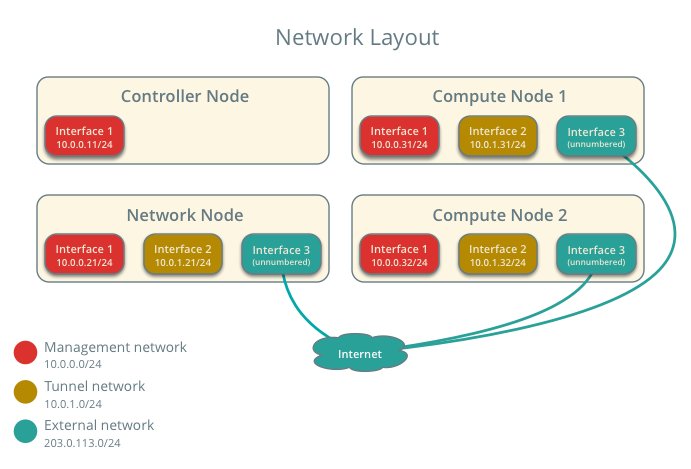 Network Layout
Controller Node
Interface 1
10.0.0.11/24
Compute Node 1
Interface 1
10.0.0.31/24
Interface 2
10.0.1.31/24
Interface 3
(unnumbered)
Network Node
Interface 1
10.0.0.21/24
Interface 2
10.0.1.21/24
Interface 3
(unnumbered)
Compute Node 2
Interface 1
10.0.0.32/24
Interface 2
10.0.1.32/24
Interface 3
(unnumbered)
Internet
Management network
10.0.0.0/24
Tunnel network
10.0.1.0/24
External network
203.0.113.0/24